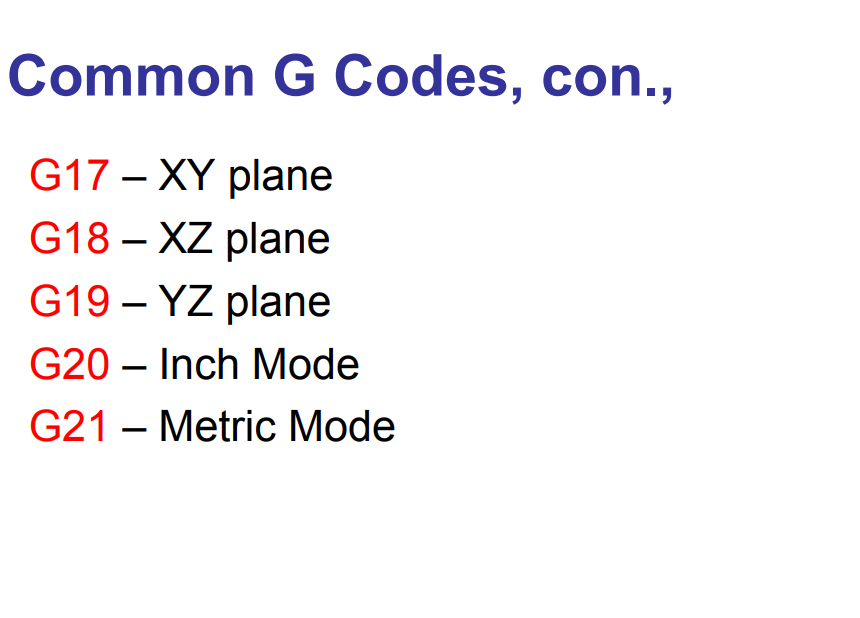 Common G Codes, con.,
G17 – XY plane
G18 – XZ plane
G19 – YZ plane
G20 – Inch Mode
G21 – Metric Mode